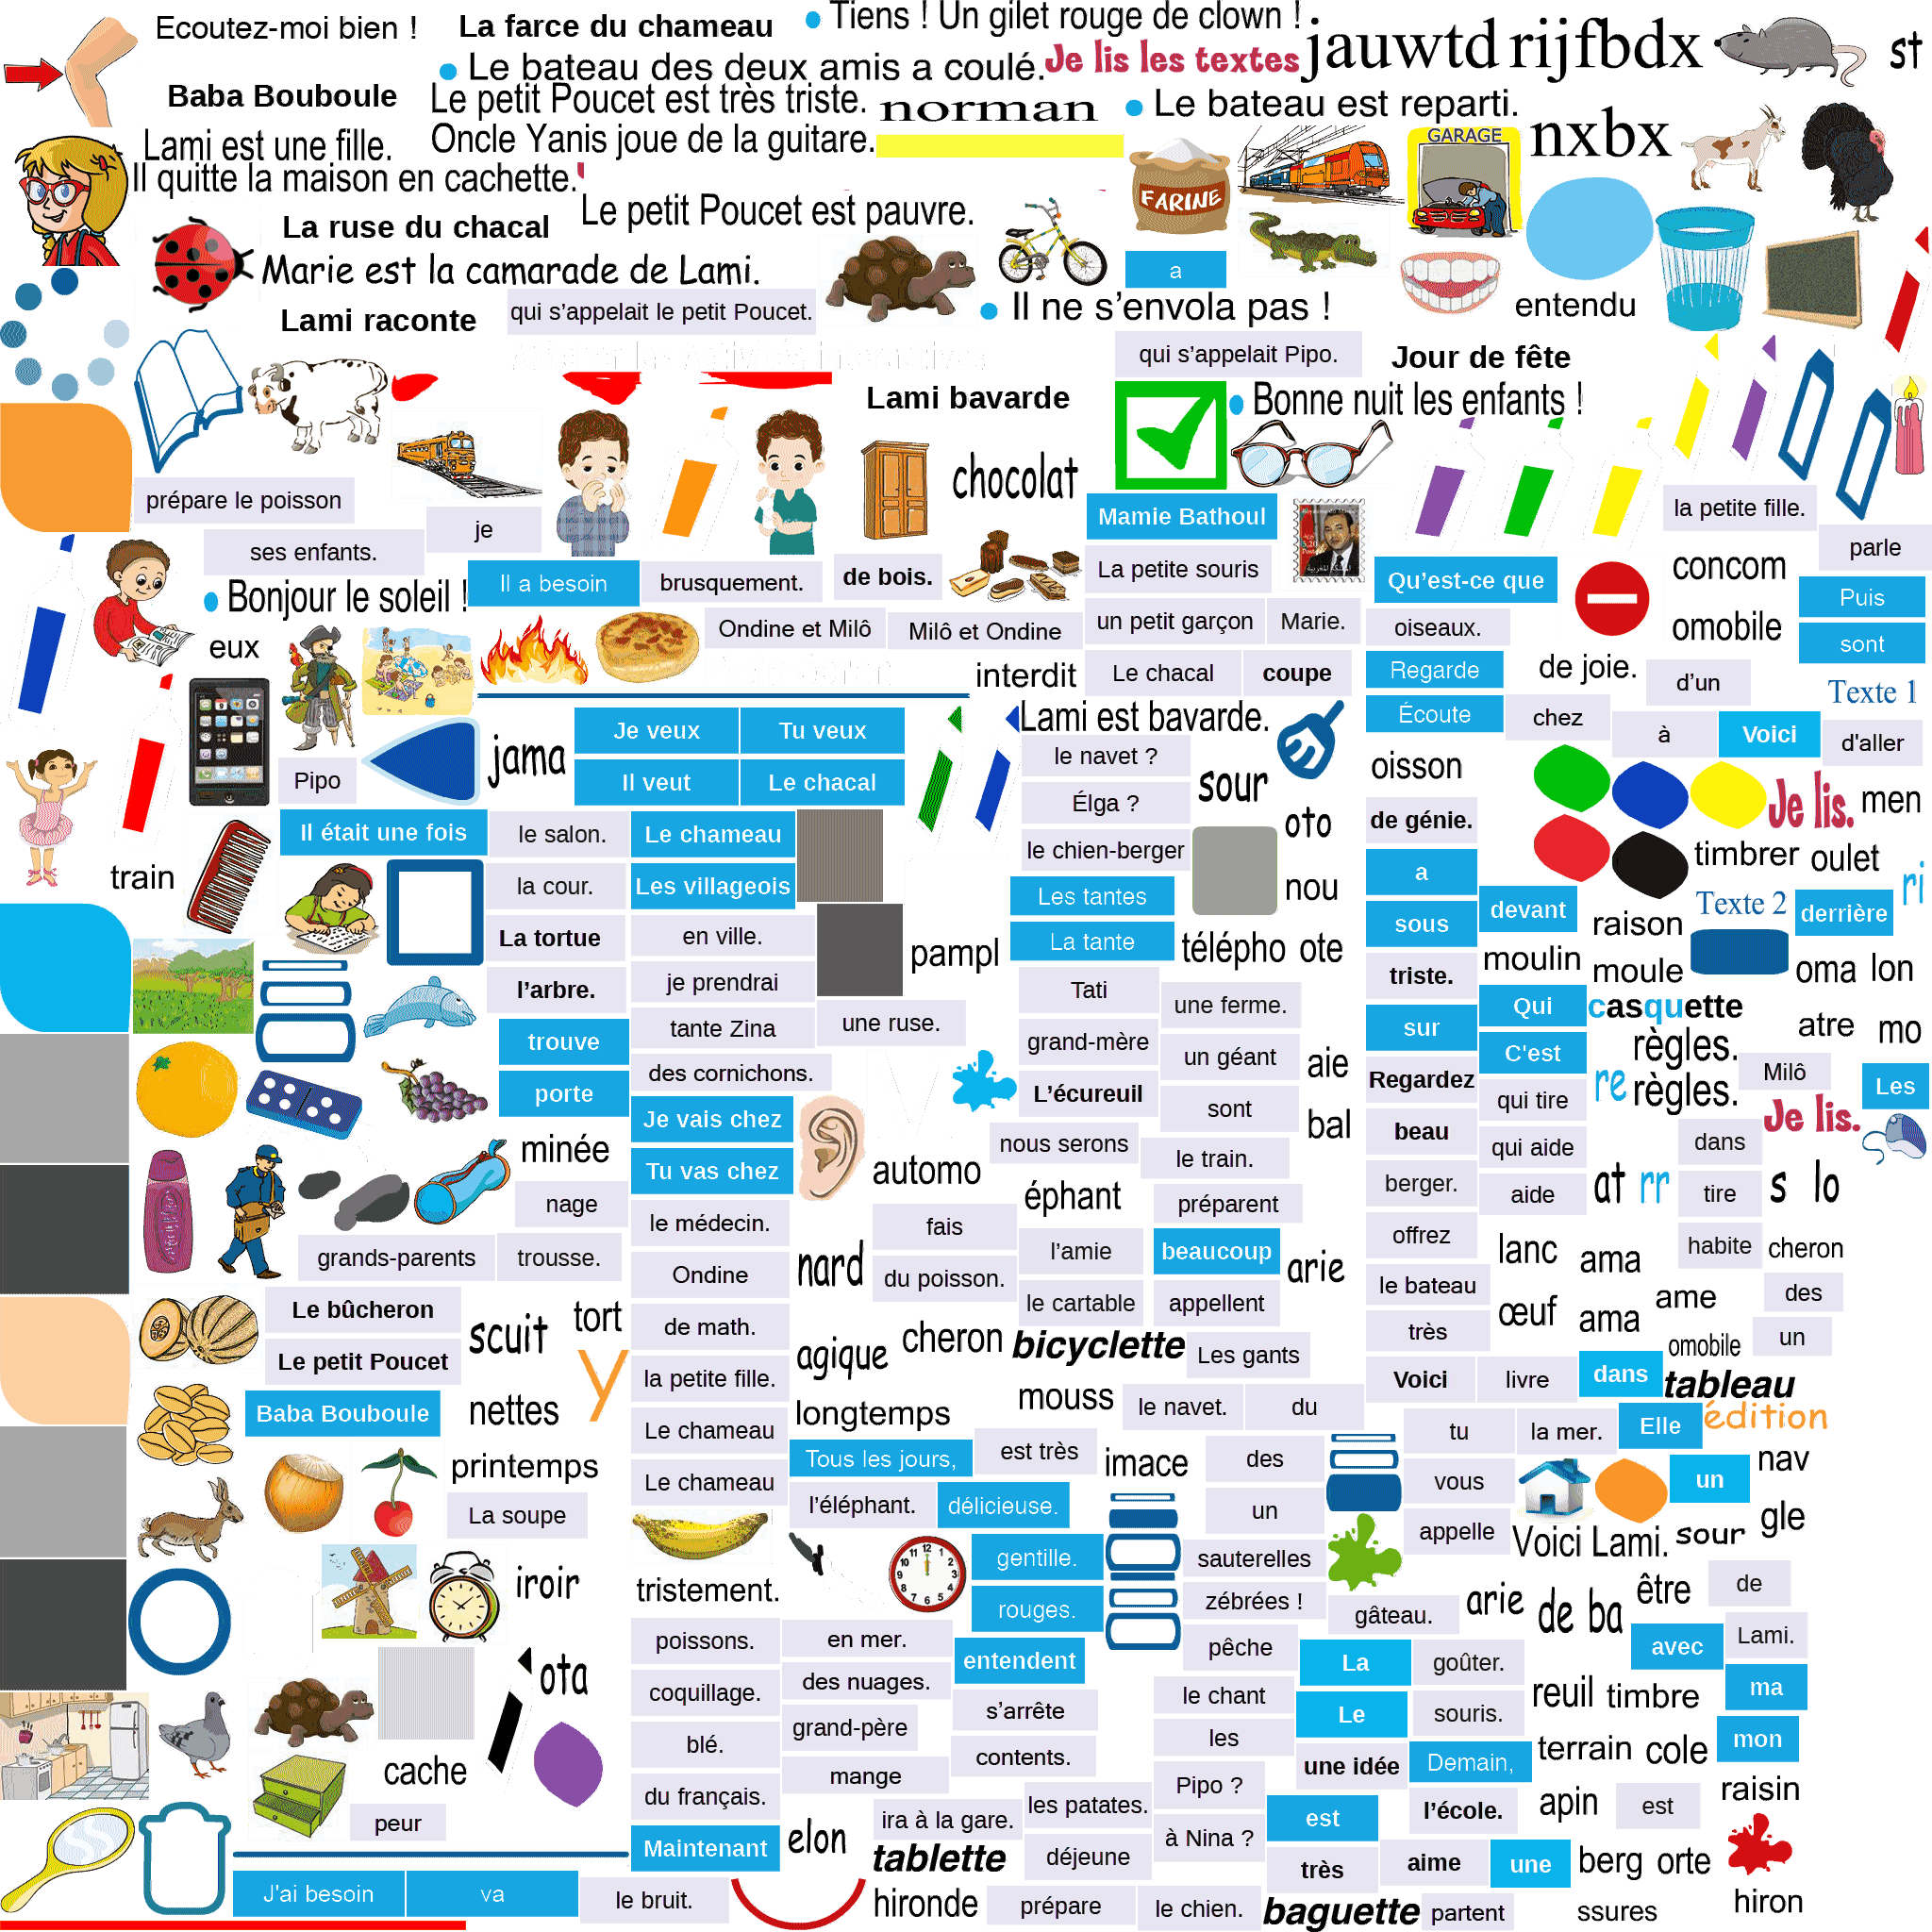 Ecoutez-moi bien !
La farce du chameau
Tiens ! Un gilet rouge de clown !
jauwtd
rijfbdx
st
Le bateau des deux amis a coulé.
Je lis les textes
Baba Bouboule
Le petit Poucet est très triste.
norman
Le bateau est reparti.
Lami est une fille.
Oncle Yanis joue de la guitare.
GARAGE
nxbx
Il quitte la maison en cachette.
FARINE
La ruse du chacal
Le petit Poucet est pauvre.
Marie est la camarade de Lami.
a
Lami raconte
qui s'appelait le petit Poucet.
Il ne s'envola pas !
entendu
qui s'appelait Pipo.
Jour de fête
Lami bavarde
Bonne nuit les enfants !
chocolat
prépare le poisson
je
Mamie Bathoul
la petite fille.
ses enfants.
parle
Il a besoin
brusquement.
de bois.
La petite souris
Qu'est-ce que
concom
Puis
Bonjour le soleil !
Ondine et Milô
Milô et Ondine
un petit garçon
Marie.
oiseaux.
omobile
sont
eux
interdit
Le chacal
coupe
Regarde
de joie.
d'un
Texte 1
Lami est bavarde.
Écoute
chez
à
Voici
d'aller
Je veux
Tu veux
jama
Il veut
Le chacal
le navet ?
Pipo
sour
oisson
Élga ?
Je lis.
men
Il était une fois
le salon.
Le chameau
oto
de génie.
le chien-berger
timbrer
oulet
train
la cour.
Les villageois
Les tantes
nou
a
ri
La tortue
en ville.
La tante
sous
devant
raison
Texte 2
derrière
pampl
télépho
ote
moulin
moule
oma
lon
l'arbre.
je prendrai
Tati
triste.
une ferme.
Qui
casquette
trouve
tante Zina
une ruse.
grand-mère
sur
atre
mo
un géant
C'est
règles.
des cornichons.
aie
Regardez
re
règles.
Milô
Les
porte
L'écureuil
qui tire
Je vais chez
sont
bal
beau
Je lis.
minée
nous serons
le train.
qui aide
dans
Tu vas chez
automo
berger.
aide
at
rr
tire
s
lo
nage
éphant
préparent
le médecin.
fais
offrez
grands-parents
trousse.
l'amie
beaucoup
arie
lanc
ama
habite
cheron
Ondine
nard
du poisson.
le bateau
Le bûcheron
le cartable
appellent
ame
des
scuit
tort
de math.
œuf
ama
très
omobile
un
Le petit Poucet
agique
cheron
bicyclette
Les gants
y
la petite fille.
Voici
livre
dans
tableau
Baba Bouboule
nettes
longtemps
mouss
le navet.
du
édition
Le chameau
tu
la mer.
Elle
printemps
Tous les jours,
est très
imace
des
nav
Le chameau
vous
un
La soupe
l'éléphant.
délicieuse.
un
appelle
Voici Lami.
sour
gle
gentille.
sauterelles
iroir
tristement.
rouges.
zébrées !
gâteau.
arie
de ba
être
de
poissons.
en mer.
entendent
pêche
La
goûter.
avec
Lami.
ota
coquillage.
des nuages.
le chant
reuil
timbre
ma
s'arrête
Le
souris.
blé.
grand-père
les
contents.
terrain
cole
mon
cache
mange
une idée
Demain,
Pipo ?
raisin
du français.
les patates.
peur
ira à la gare.
est
l'école.
apin
est
Maintenant
elon
à Nina ?
tablette
déjeune
très
aime
une
berg
orte
J'ai besoin
va
le bruit.
hironde
prépare
le chien.
baguette
partent
ssures
hiron